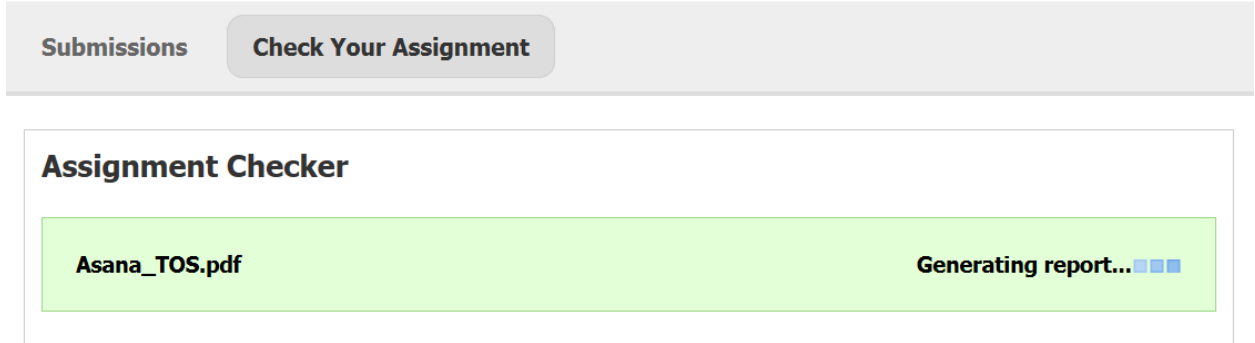 Submissions Check Your Assignment
Assignment Checker
Asana_TOS.pdf Generating report...